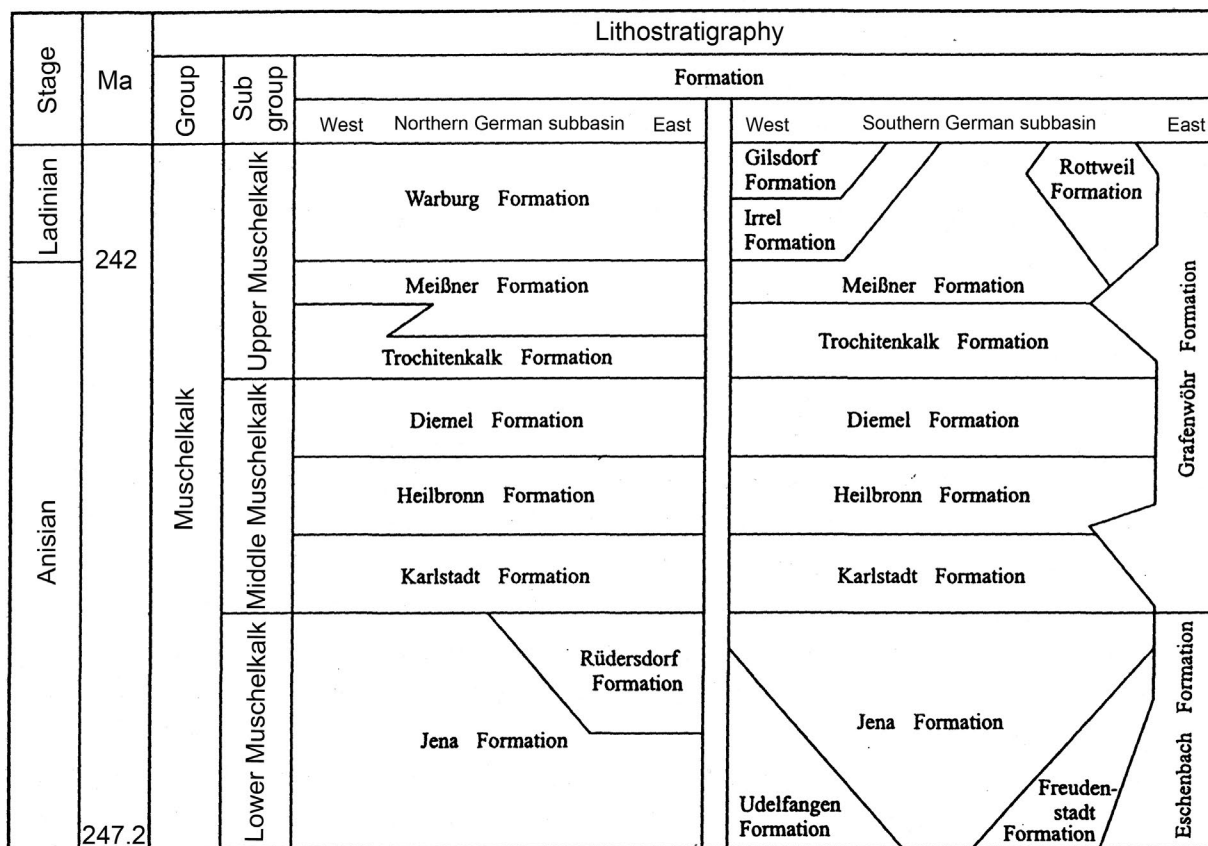 Lithostratigraphy
Stage
Ma
Group
Sub
group
Formation
West
Northern German subbasin
East
West
Southern German subbasin
East
Ladinian
242
Anisian
247.2
Muschelkalk
Upper Muschelkalk
Middle Muschelkalk
Lower Muschelkalk
Warburg Formation
Meißner Formation
Trochitenkalk Formation
Diemel Formation
Heilbronn Formation
Karlstadt Formation
Rüdersdorf
Formation
Jena Formation
Gilsdorf
Formation
Irrel
Formation
Rottweil
Formation
Meißner Formation
Trochitenkalk Formation
Diemel Formation
Heilbronn Formation
Karlstadt Formation
Jena Formation
Udelfangen
Formation
Freuden-
stadt
Formation
Grafenwöhr Formation
Eschenbach Formation